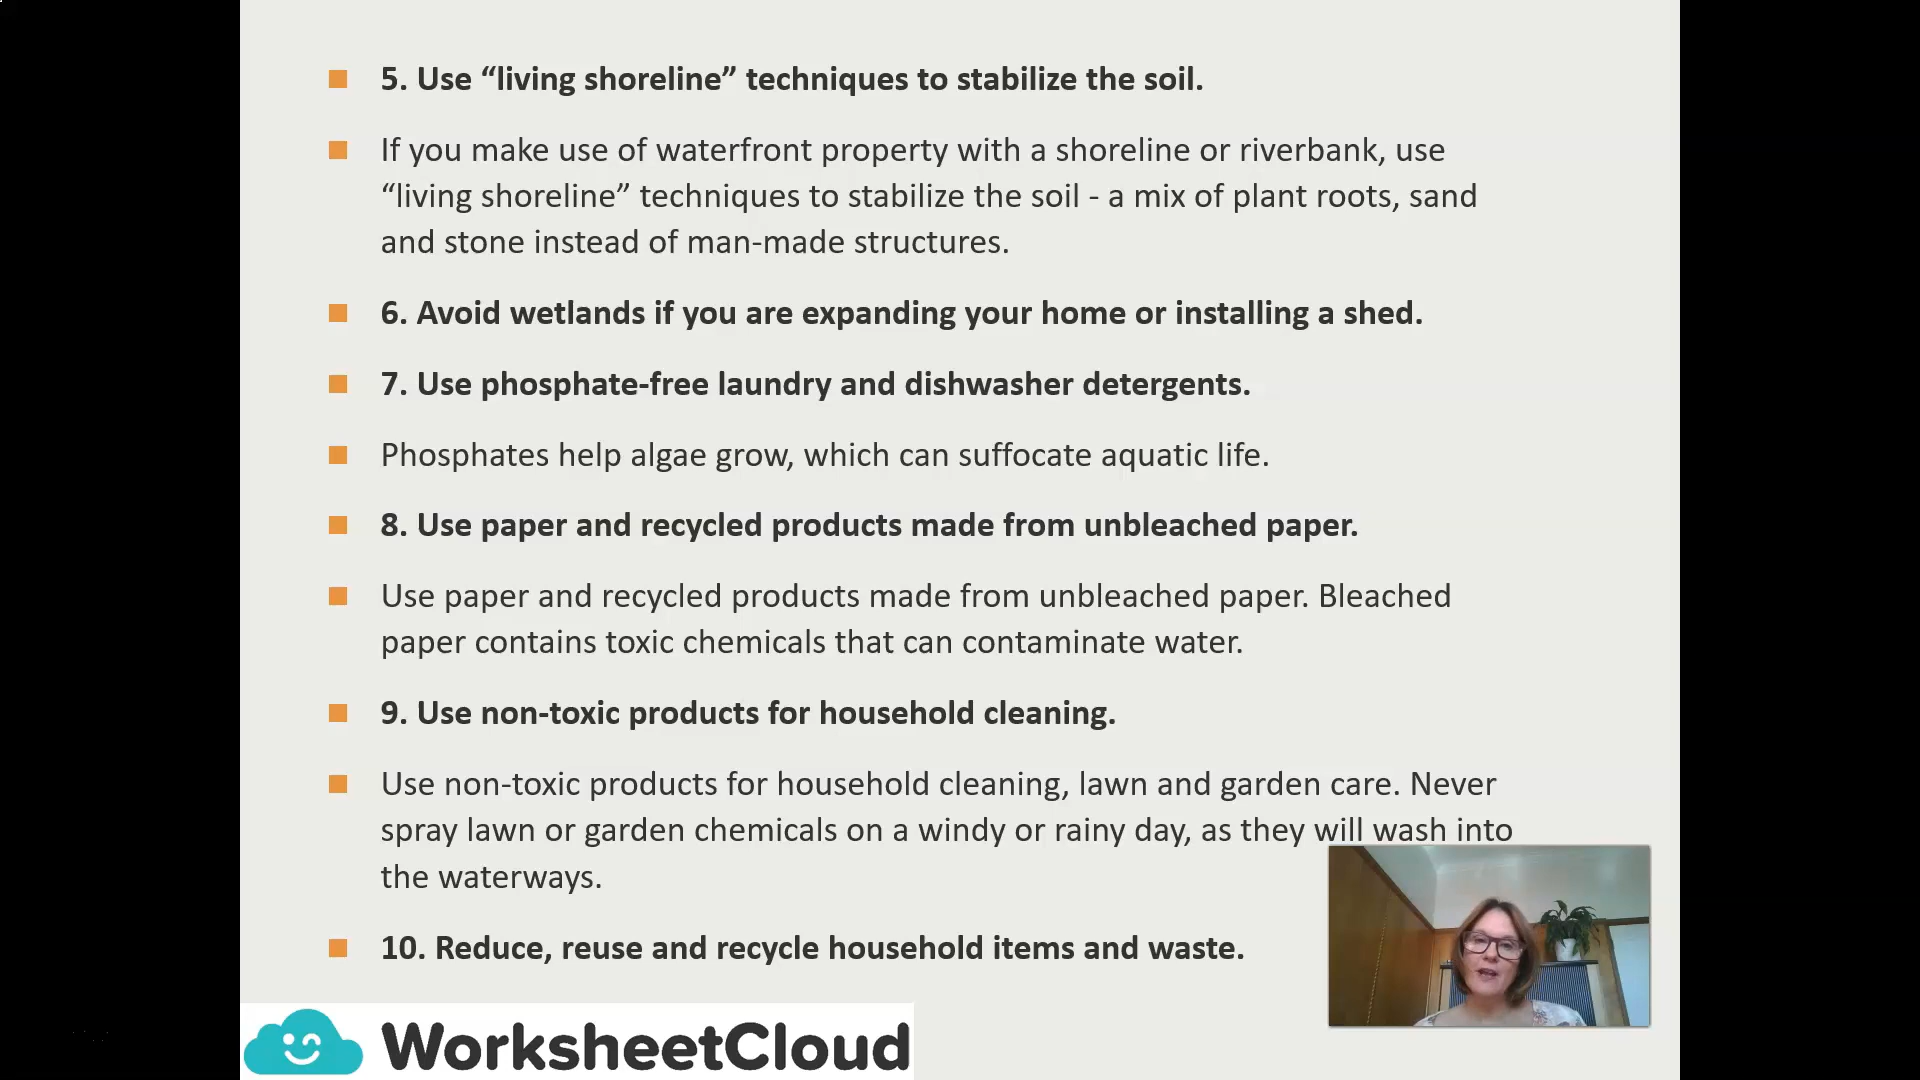 5. Use “living shoreline” techniques to stabilize the soil.
If you make use of waterfront property with a shoreline or riverbank, use
“living shoreline” techniques to stabilize the soil - a mix of plant roots, sand
and stone instead of man-made structures.
6. Avoid wetlands if you are expanding your home or installing a shed.
7. Use phosphate-free laundry and dishwasher detergents.
Phosphates help algae grow, which can suffocate aquatic life.
8. Use paper and recycled products made from unbleached paper.
Use paper and recycled products made from unbleached paper. Bleached
paper contains toxic chemicals that can contaminate water.
9. Use non-toxic products for household cleaning.
Use non-toxic products for household cleaning, lawn and garden care. Never
spray lawn or garden chemicals on a windy or rainy day, as they will wash into
the waterways.
10. Reduce, reuse and recycle household items and waste.
WorksheetCloud